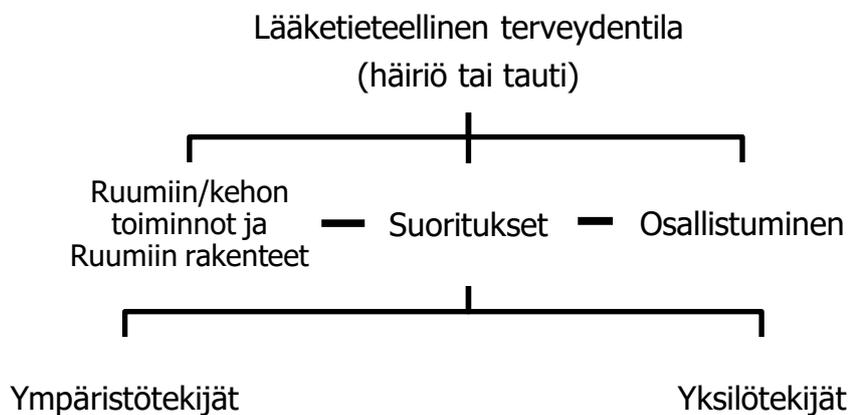 Lääketieteellinen terveydentila
(häiriö tai tauti)
Ruumiin/kehon
toiminnot ja
Ruumiin rakenteet
Suoritukset
Osallistuminen
Ympäristötekijät
Yksilötekijät